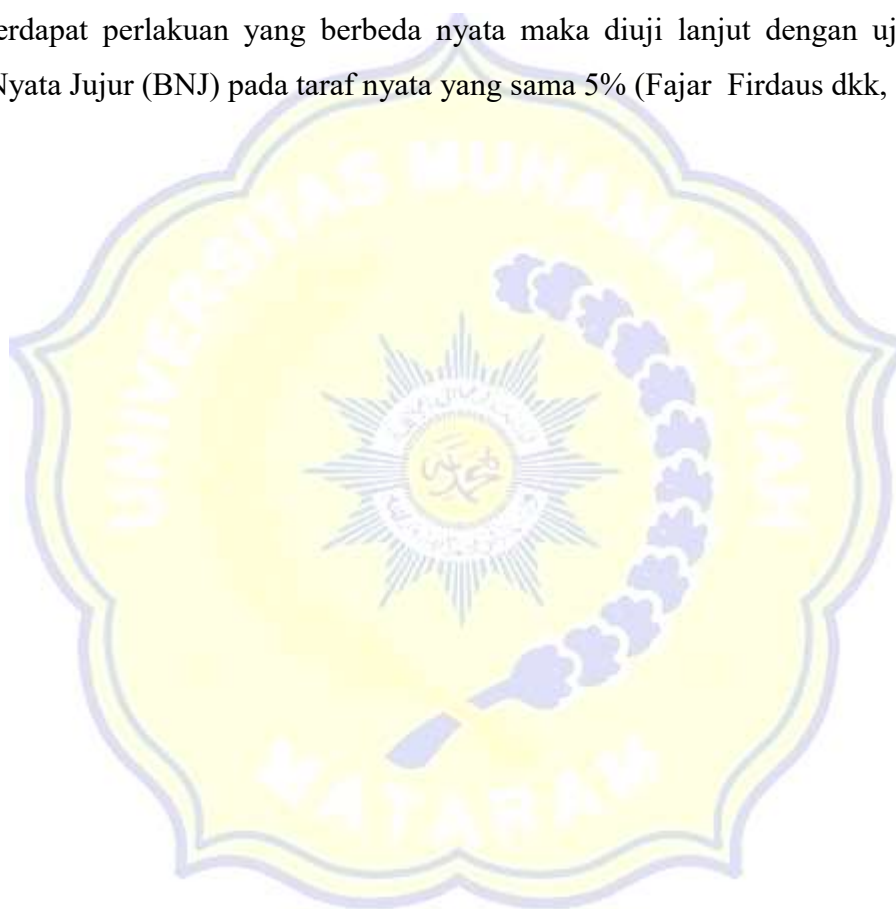 erdapat perlakuan yang berbeda nyata maka diuji lanjut dengan uj
Nyata Jujur (BNJ) pada taraf nyata yang sama 5% (Fajar Firdaus dkk,
UNIVERSITAS MUHAMMADIYAH
MATARAM